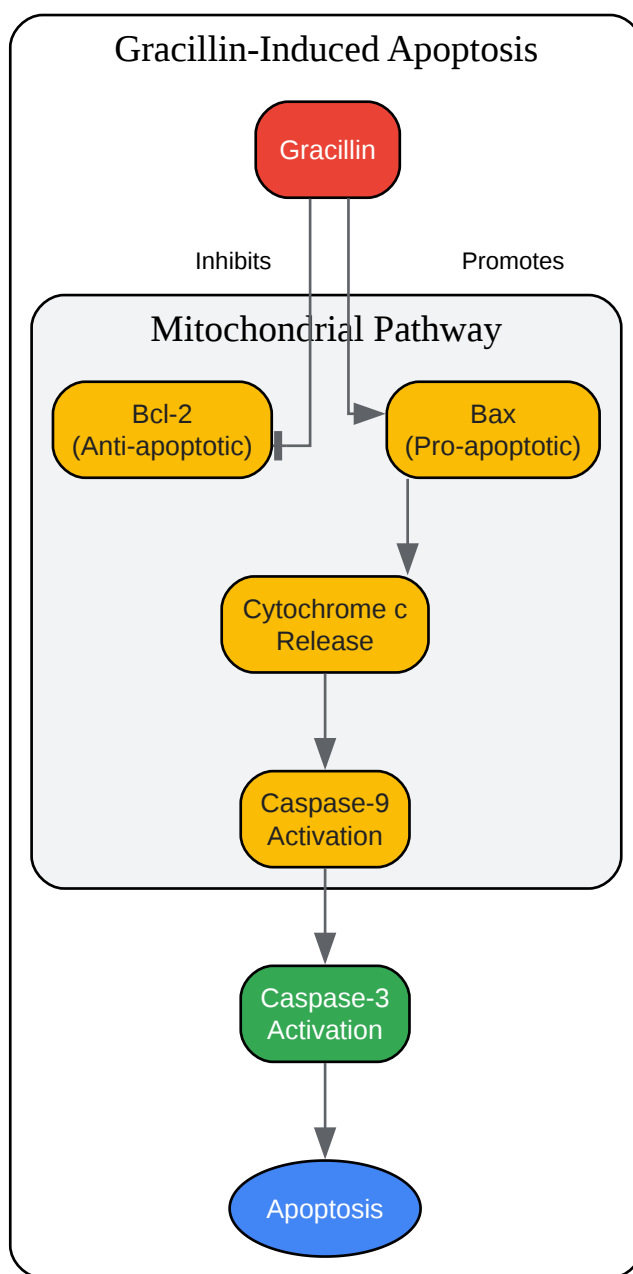 Gracillin-Induced Apoptosis
Gracillin
Inhibits
Promotes
Mitochondrial Pathway
Bcl-2
(Anti-apoptotic)
Bax
(Pro-apoptotic)
Cytochrome c
Release
Caspase-9
Activation
Caspase-3
Activation
Apoptosis